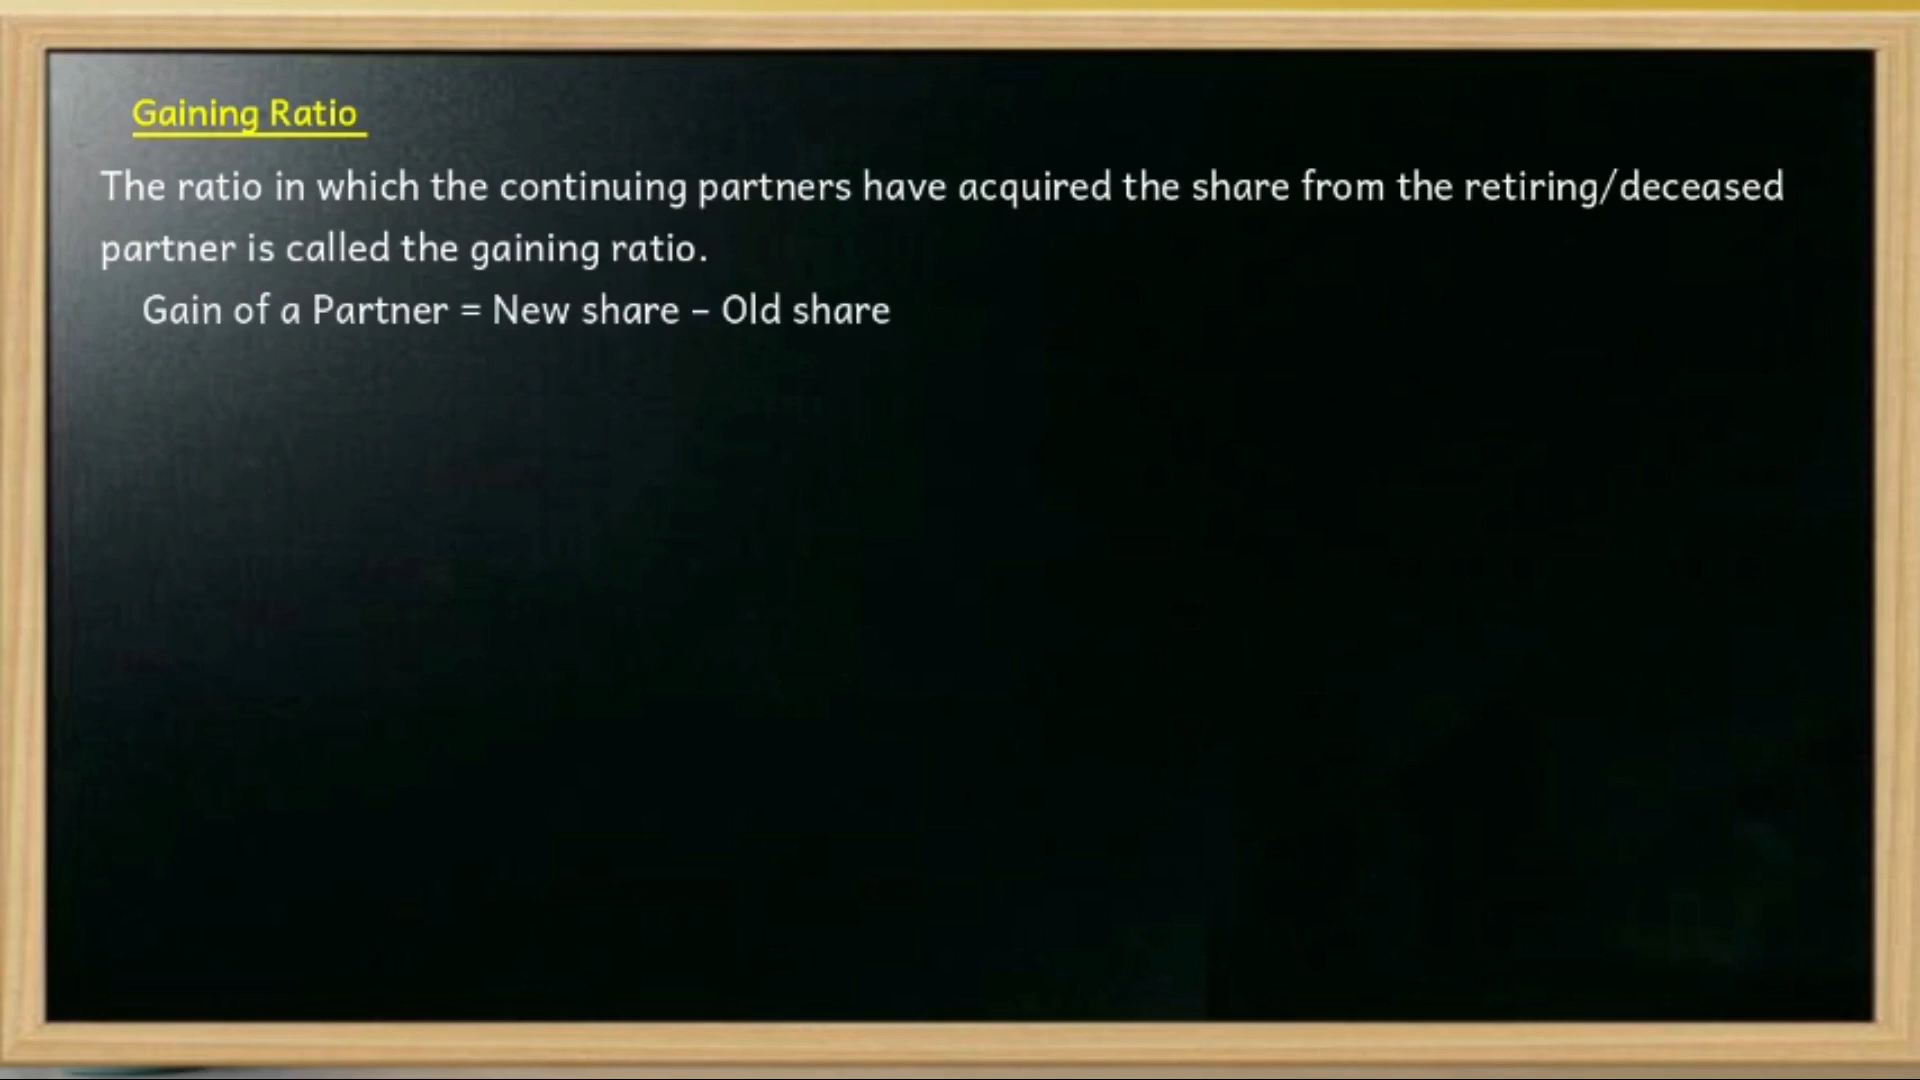 Gaining Ratio
The ratio in which the continuing partners have acquired the share from the retiring/deceased
partner is called the gaining ratio.
Gain of a Partner = New share – Old share